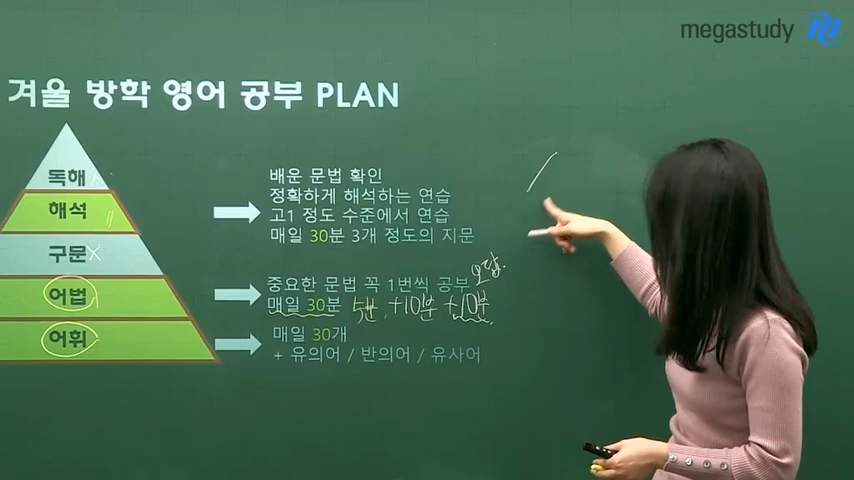 megastudy
겨울 방학 영어 공부 PLAN
독해
해석
구문
어법
어휘
배운 문법 확인
정확하게 해석하는 연습
고1 정도 수준에서 연습
매일 30분 3개 정도의 지문
오답.
중요한 문법 꼭 1번씩 공부
매일 30분 5분, +10분 +10분
매일 30개
+ 유의어 / 반의어 / 유사어